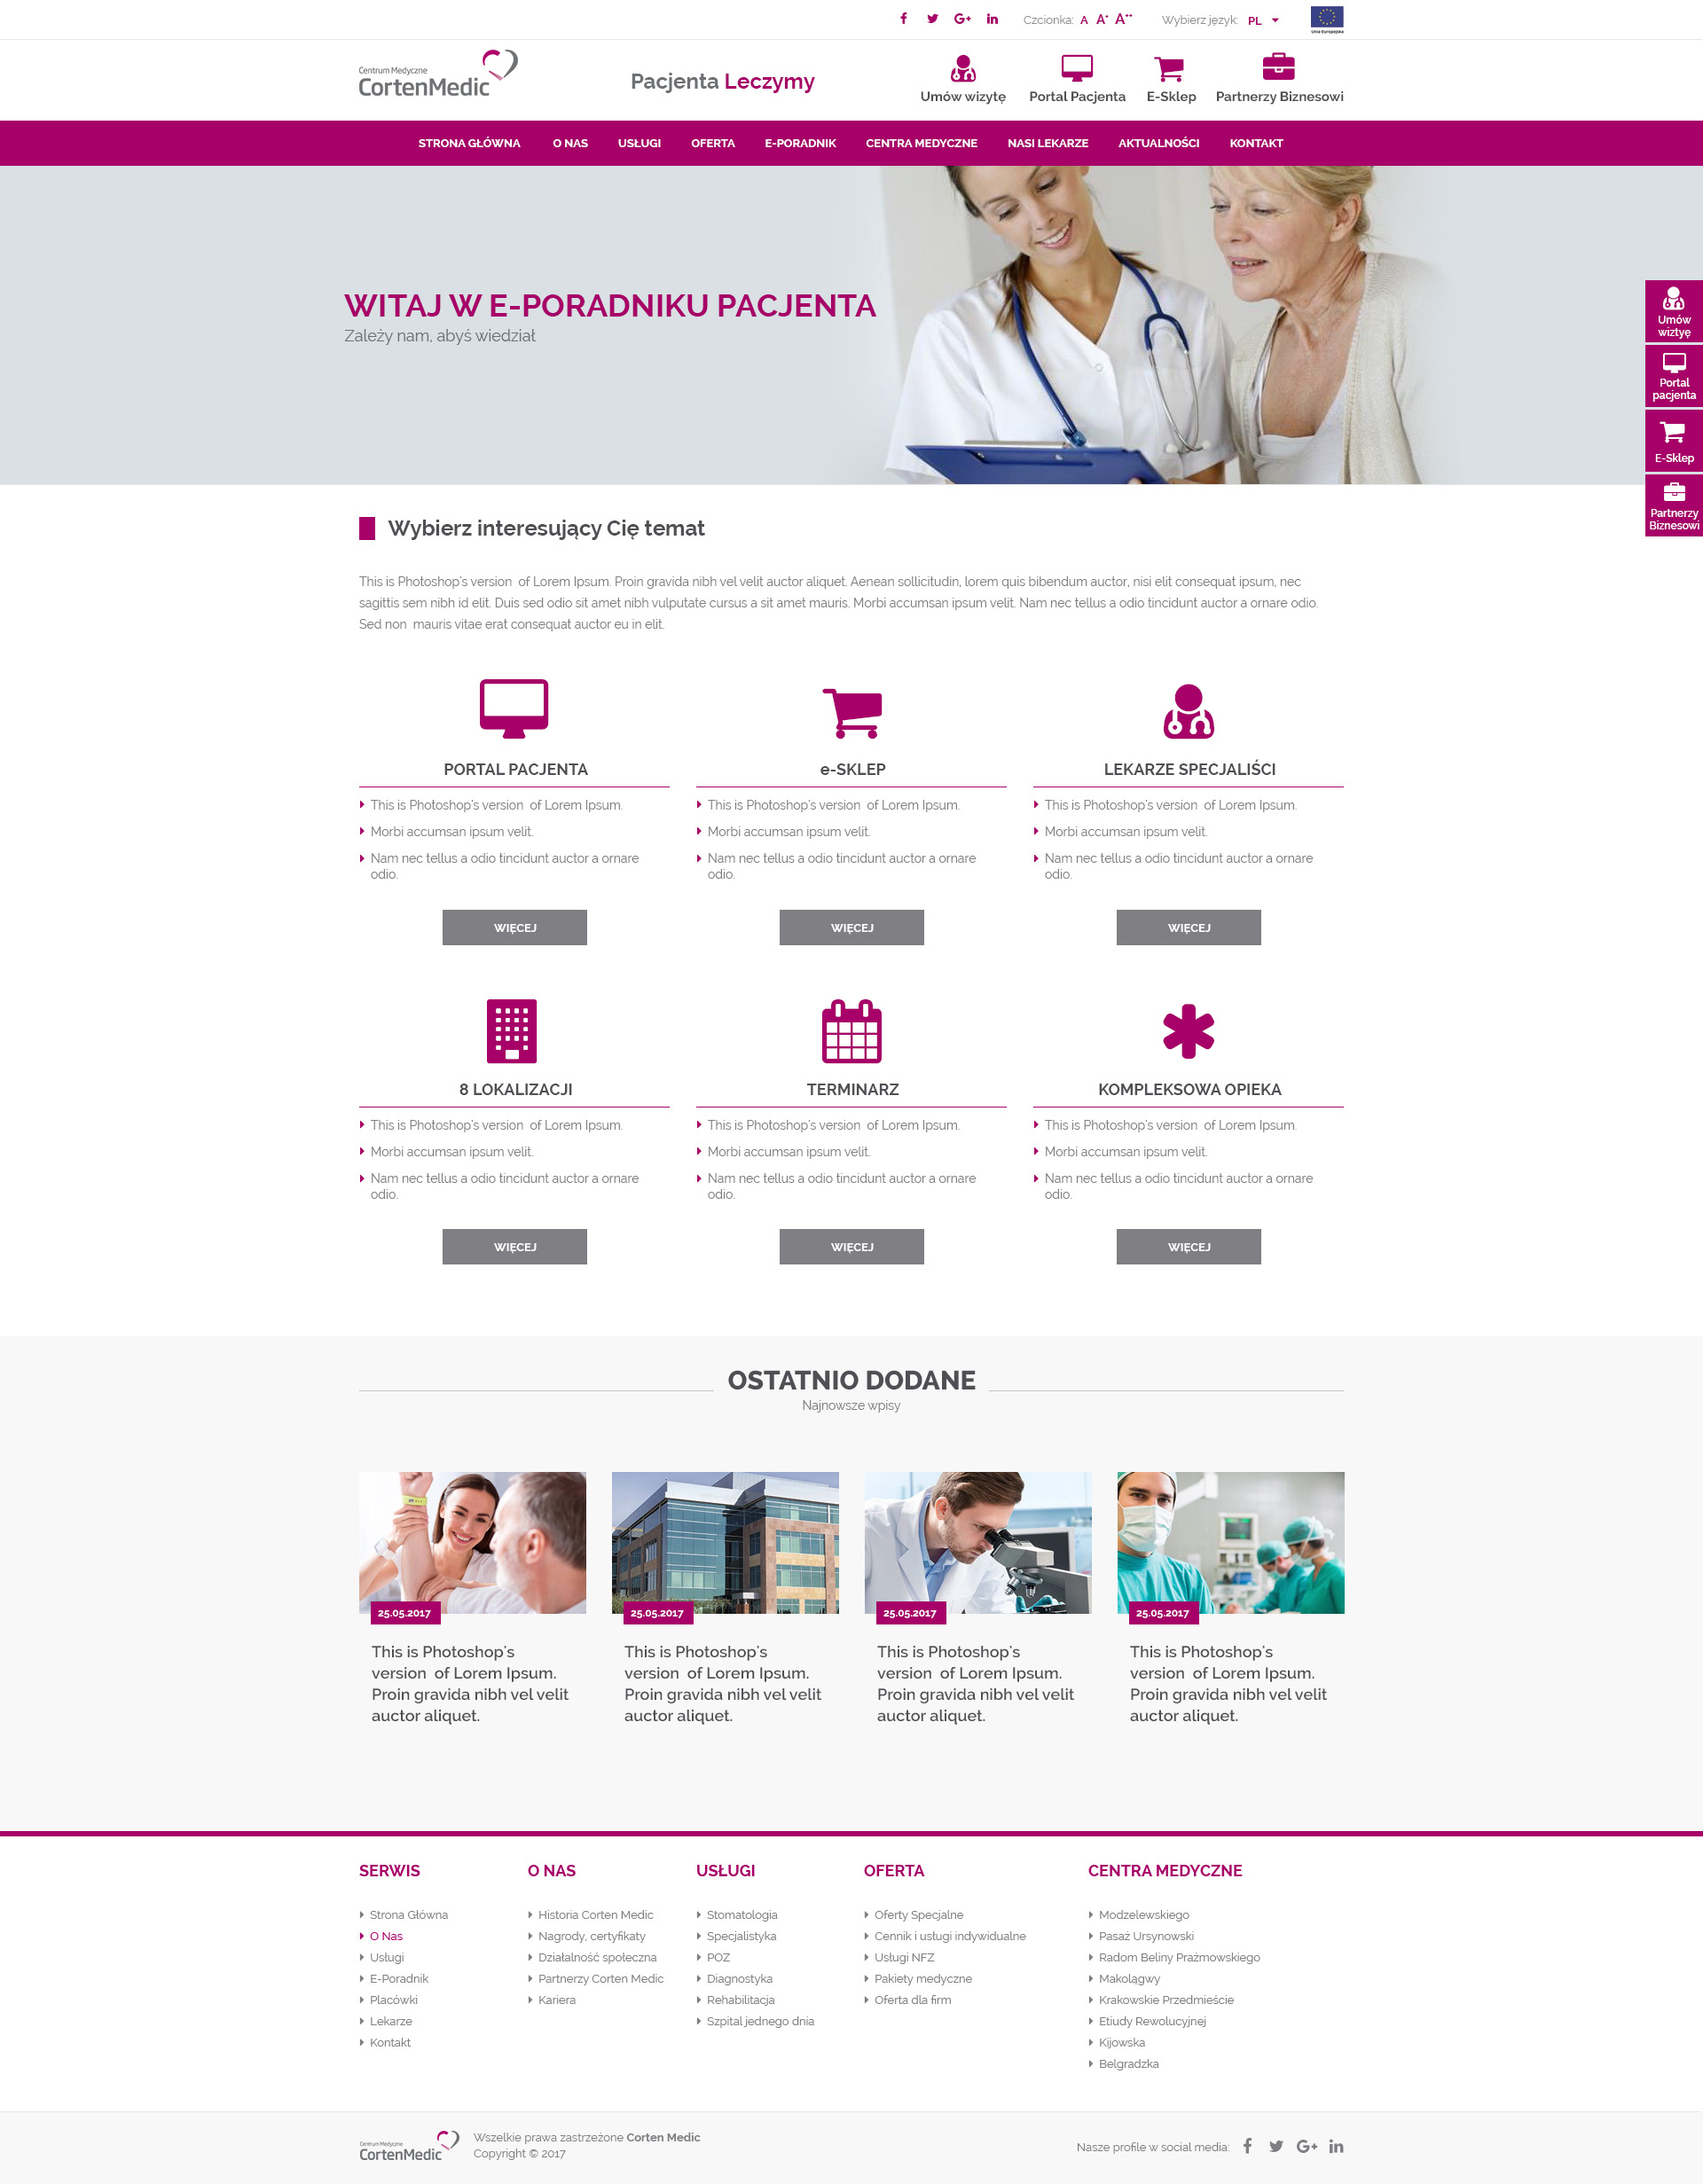 Czcionka: A A+ A++
Wybierz język: PL
Unia Europejska
Centrum Medyczne
CortenMedic
Pacjenta Leczymy
Umów wizytę
Portal Pacjenta
E-Sklep
Partnerzy Biznesowi
STRONA GŁÓWNA O NAS USŁUGI OFERTA E-PORADNIK CENTRA MEDYCZNE NASI LEKARZE AKTUALNOŚCI KONTAKT
WITAJ W E-PORADNIKU PACJENTA
Zależy nam, abyś wiedział
Umów
wiztyę
Portal
pacjenta
E-Sklep
Partnerzy
Biznesowi
Wybierz interesujący Cię temat
This is Photoshop's version of Lorem Ipsum. Proin gravida nibh vel velit auctor aliquet. Aenean sollicitudin, lorem quis bibendum auctor, nisi elit consequat ipsum, nec
sagittis sem nibh id elit. Duis sed odio sit amet nibh vulputate cursus a sit amet mauris. Morbi accumsan ipsum velit. Nam nec tellus a odio tincidunt auctor a ornare odio.
Sed non mauris vitae erat consequat auctor eu in elit.
PORTAL PACJENTA
This is Photoshop's version of Lorem Ipsum.
Morbi accumsan ipsum velit.
Nam nec tellus a odio tincidunt auctor a ornare
odio.
WIĘCEJ
e-SKLEP
This is Photoshop's version of Lorem Ipsum.
Morbi accumsan ipsum velit.
Nam nec tellus a odio tincidunt auctor a ornare
odio.
WIĘCEJ
LEKARZE SPECJALIŚCI
This is Photoshop's version of Lorem Ipsum.
Morbi accumsan ipsum velit.
Nam nec tellus a odio tincidunt auctor a ornare
odio.
WIĘCEJ
8 LOKALIZACJI
This is Photoshop's version of Lorem Ipsum.
Morbi accumsan ipsum velit.
Nam nec tellus a odio tincidunt auctor a ornare
odio.
WIĘCEJ
TERMINARZ
This is Photoshop's version of Lorem Ipsum.
Morbi accumsan ipsum velit.
Nam nec tellus a odio tincidunt auctor a ornare
odio.
WIĘCEJ
KOMPLEKSOWA OPIEKA
This is Photoshop's version of Lorem Ipsum.
Morbi accumsan ipsum velit.
Nam nec tellus a odio tincidunt auctor a ornare
odio.
WIĘCEJ
OSTATNIO DODANE
Najnowsze wpisy
25.05.2017
This is Photoshop's
version of Lorem Ipsum.
Proin gravida nibh vel velit
auctor aliquet.
25.05.2017
This is Photoshop's
version of Lorem Ipsum.
Proin gravida nibh vel velit
auctor aliquet.
25.05.2017
This is Photoshop's
version of Lorem Ipsum.
Proin gravida nibh vel velit
auctor aliquet.
25.05.2017
This is Photoshop's
version of Lorem Ipsum.
Proin gravida nibh vel velit
auctor aliquet.
SERWIS
Strona Główna
O Nas
Usługi
E-Poradnik
Placówki
Lekarze
Kontakt
O NAS
Historia Corten Medic
Nagrody, certyfikaty
Działalność społeczna
Partnerzy Corten Medic
Kariera
USŁUGI
Stomatologia
Specjalistyka
POZ
Diagnostyka
Rehabilitacja
Szpital jednego dnia
OFERTA
Oferty Specjalne
Cennik i usługi indywidualne
Usługi NFZ
Pakiety medyczne
Oferta dla firm
CENTRA MEDYCZNE
Modzelewskiego
Pasaż Ursynowski
Radom Beliny Prażmowskiego
Makolągwy
Krakowskie Przedmieście
Etiudy Rewolucyjnej
Kijowska
Belgradzka
Centrum Medyczne
CortenMedic
Wszelkie prawa zastrzeżone Corten Medic
Copyright © 2017
Nasze profile w social media: